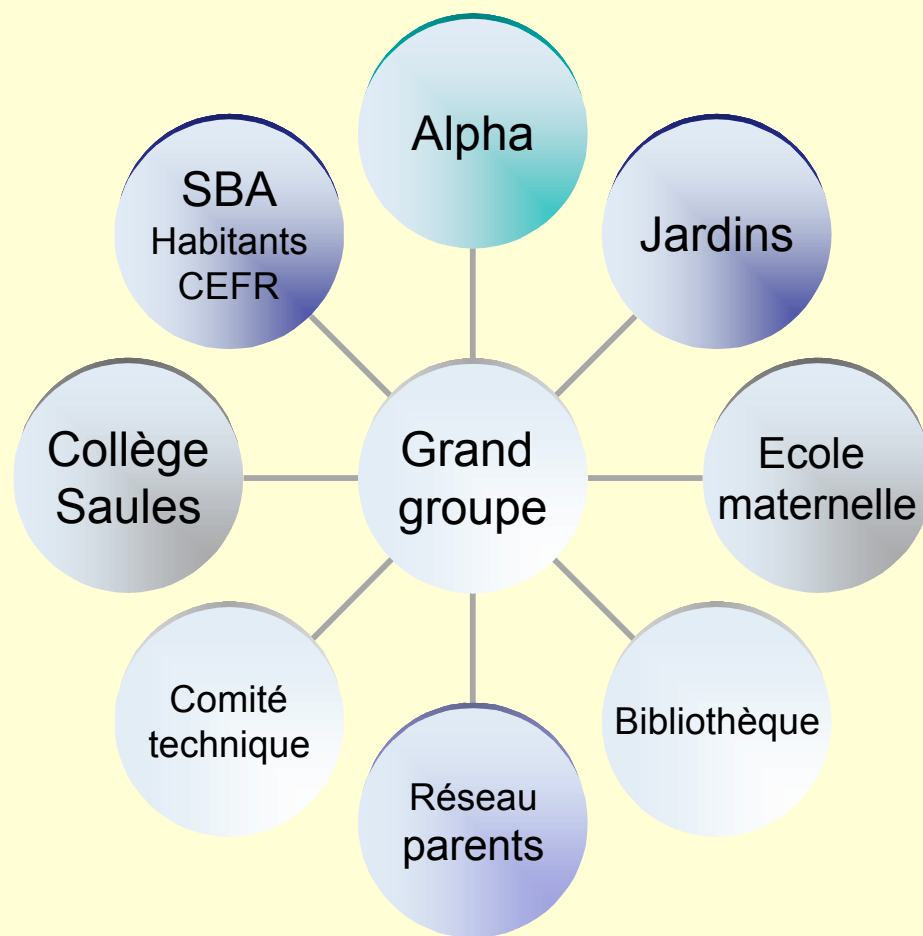 Alpha
SBA
Habitants
CEFR
Jardins
Collège
Saules
Grand
groupe
Ecole
maternelle
Comité
technique
Bibliothèque
Réseau
parents